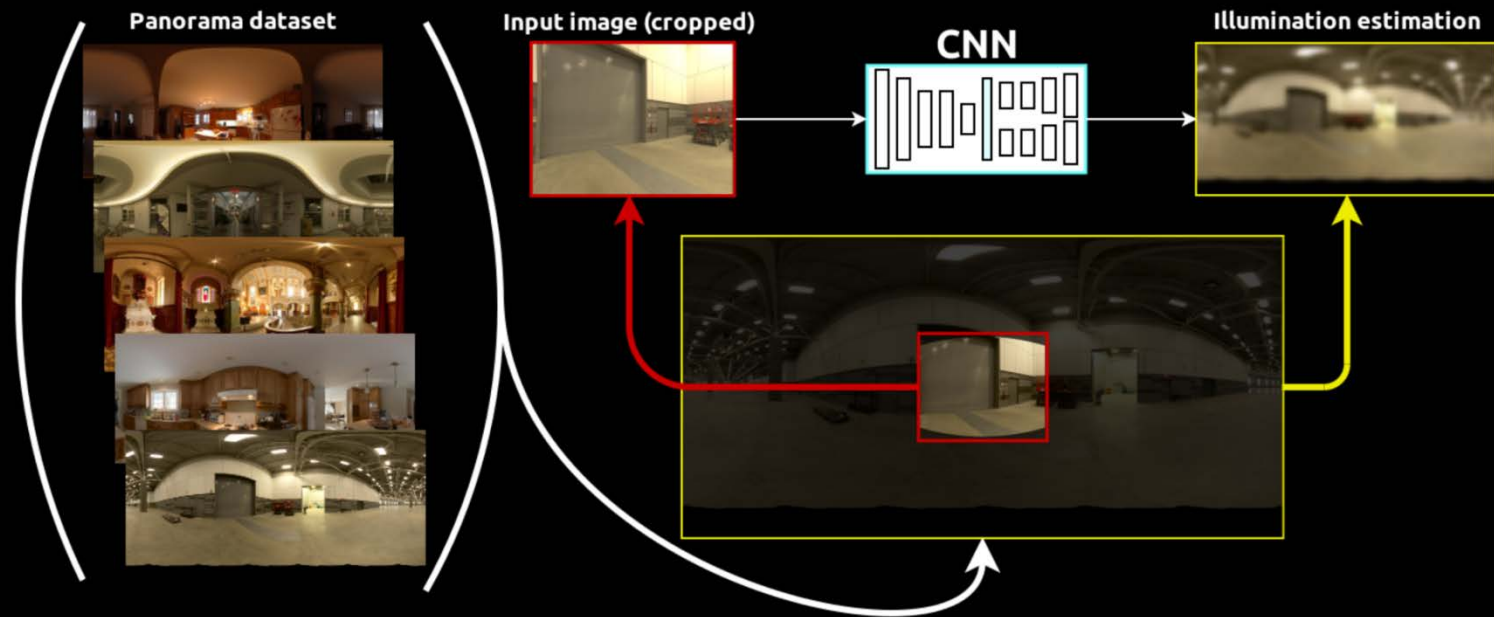 Panorama dataset
Input image (cropped)
CNN
Illumination estimation